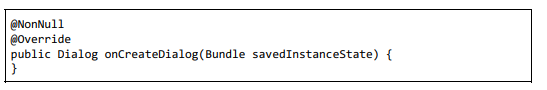 @NonNull
@Override
public Dialog onCreateDialog(Bundle savedInstanceState) {
}